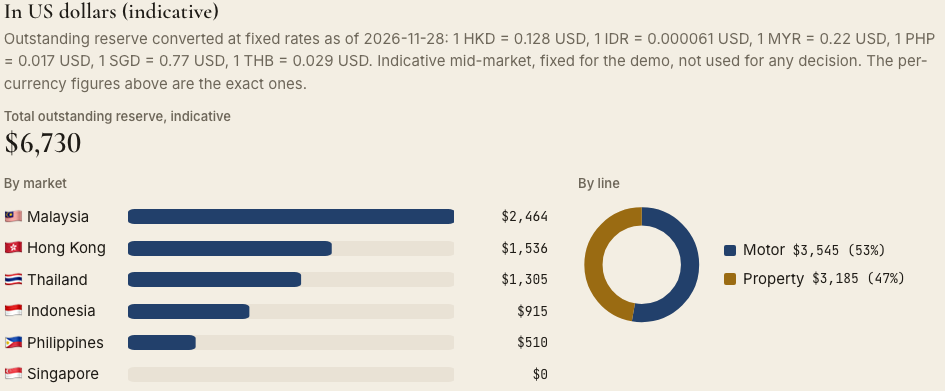 In US dollars (indicative)
Outstanding reserve converted at fixed rates as of 2026-11-28: 1 HKD = 0.128 USD, 1 IDR = 0.000061 USD, 1 MYR = 0.22 USD, 1 PHP
= 0.017 USD, 1 SGD = 0.77 USD, 1 THB = 0.029 USD. Indicative mid-market, fixed for the demo, not used for any decision. The per-
currency figures above are the exact ones.
Total outstanding reserve, indicative
$6,730
By market
Malaysia $2,464
Hong Kong $1,536
Thailand $1,305
Indonesia $915
Philippines $510
Singapore $0
By line
Motor $3,545 (53%)
Property $3,185 (47%)